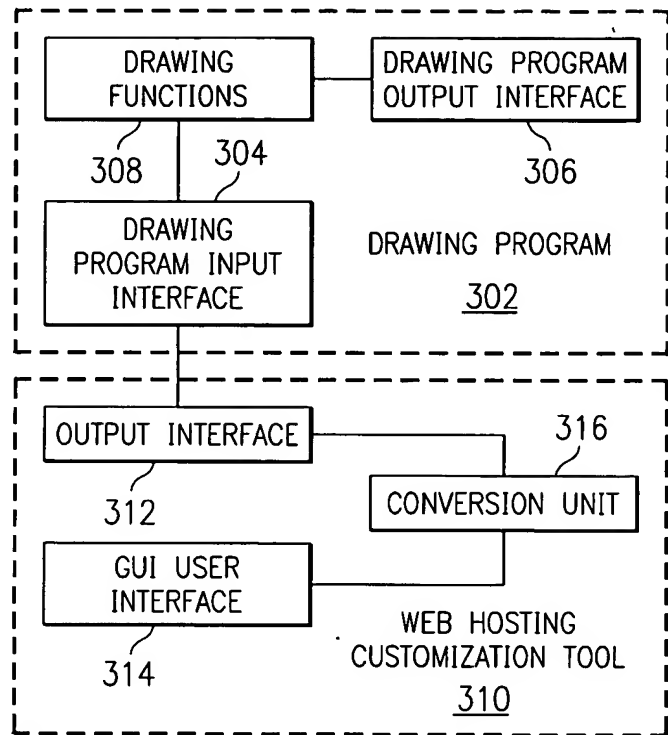 DRAWING
FUNCTIONS
DRAWING PROGRAM
OUTPUT INTERFACE
308
304
306
DRAWING
PROGRAM INPUT
INTERFACE
DRAWING PROGRAM
302
OUTPUT INTERFACE
312
316
CONVERSION UNIT
GUI USER
INTERFACE
314
WEB HOSTING
CUSTOMIZATION TOOL
310